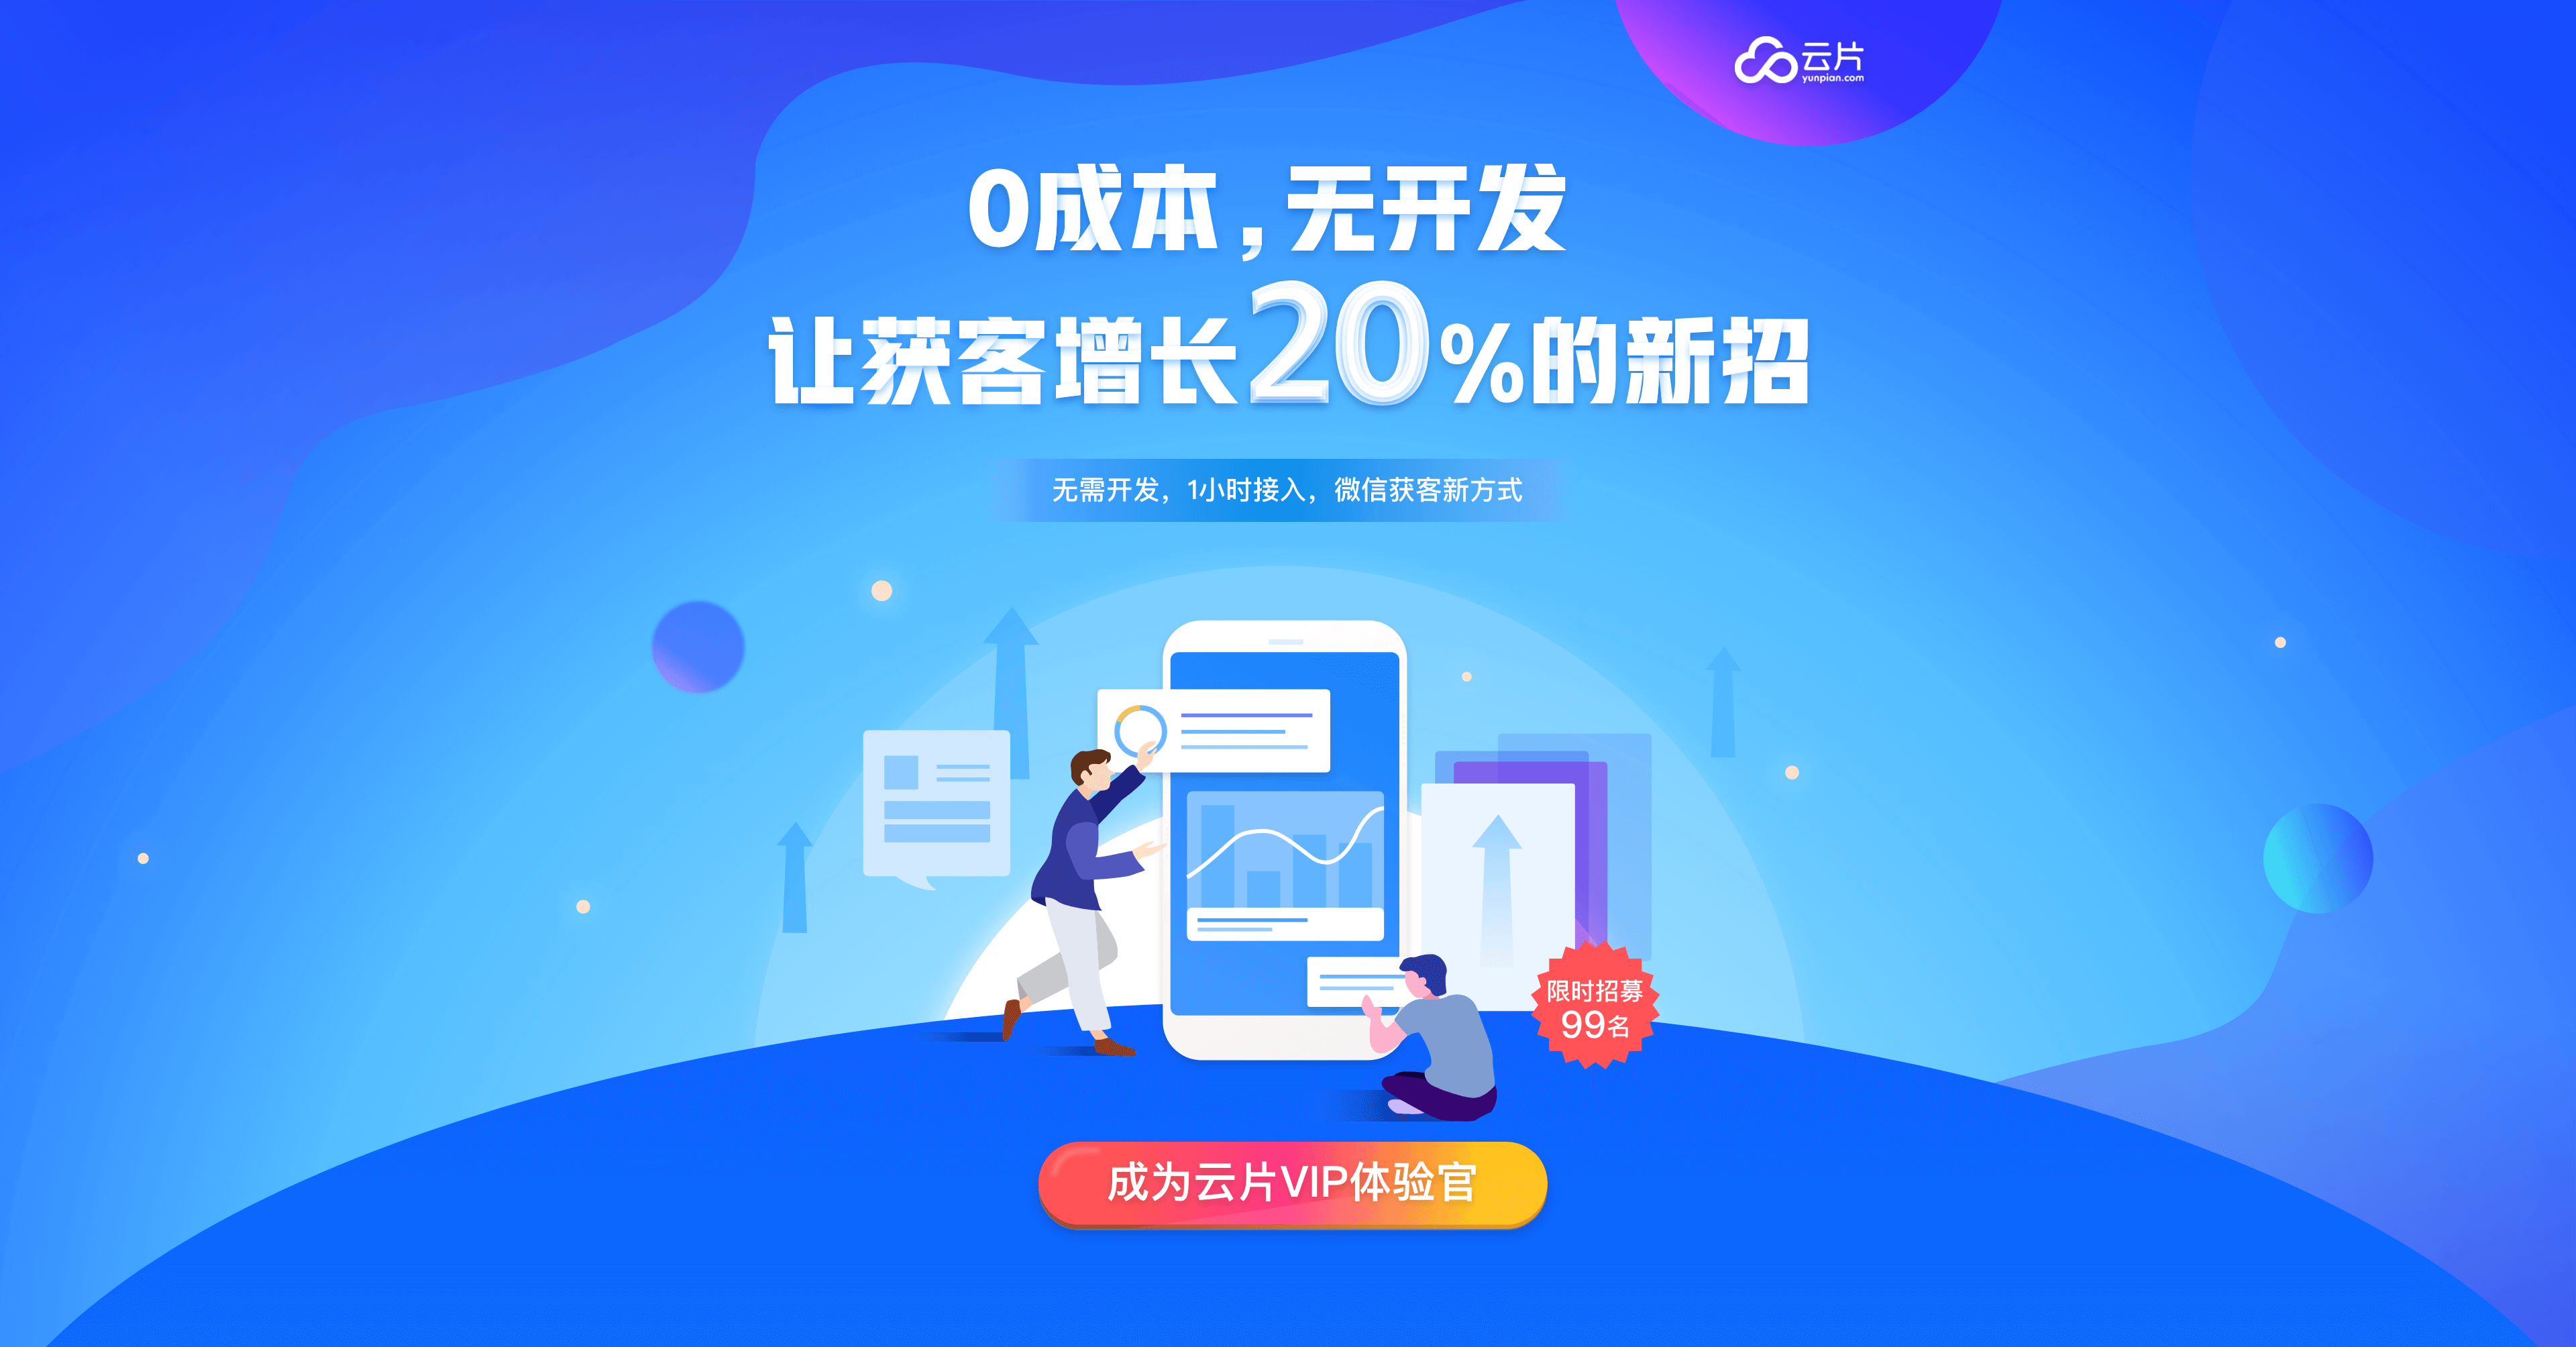 云片
yunpian.com
0成本，无开发
让获客增长20%的新招
无需开发，1小时接入，微信获客新方式
限时招募
99名
成为云片VIP体验官